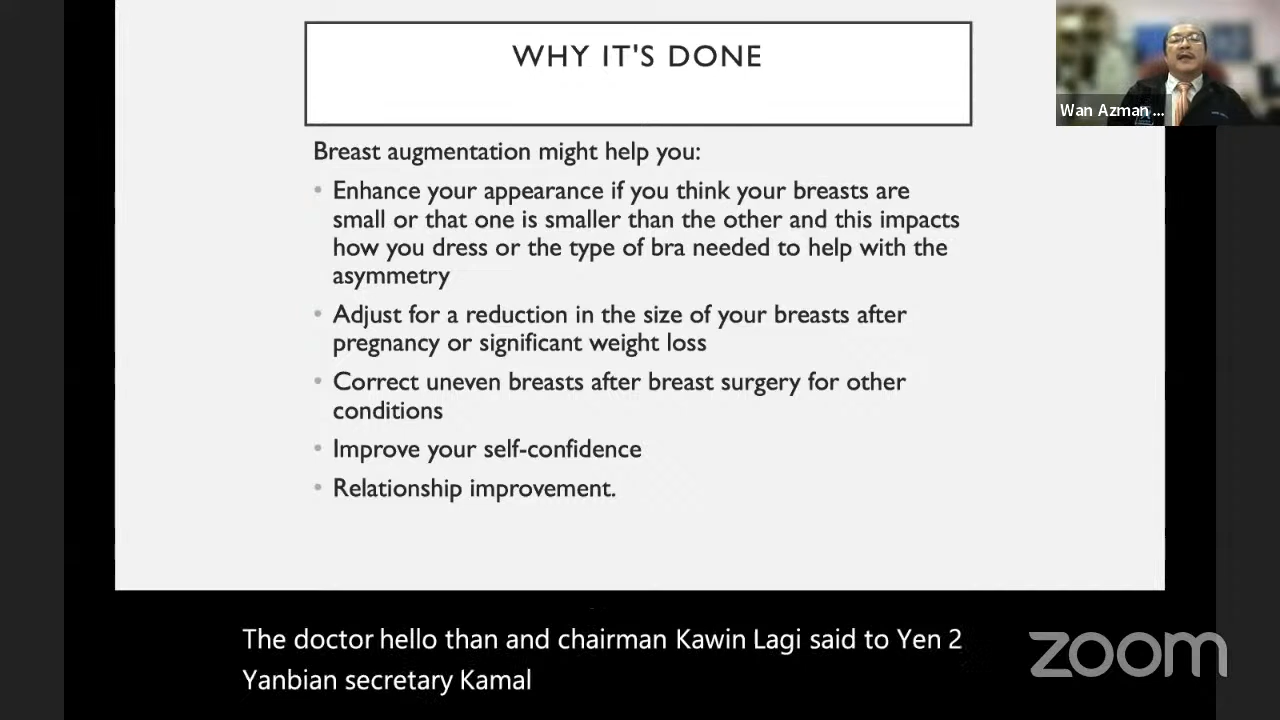 WHY IT'S DONE
Wan Azman ...
Breast augmentation might help you:
• Enhance your appearance if you think your breasts are
small or that one is smaller than the other and this impacts
how you dress or the type of bra needed to help with the
asymmetry
• Adjust for a reduction in the size of your breasts after
pregnancy or significant weight loss
• Correct uneven breasts after breast surgery for other
conditions
• Improve your self-confidence
• Relationship improvement.
The doctor hello than and chairman Kawin Lagi said to Yen 2
Yanbian secretary Kamal
zoom